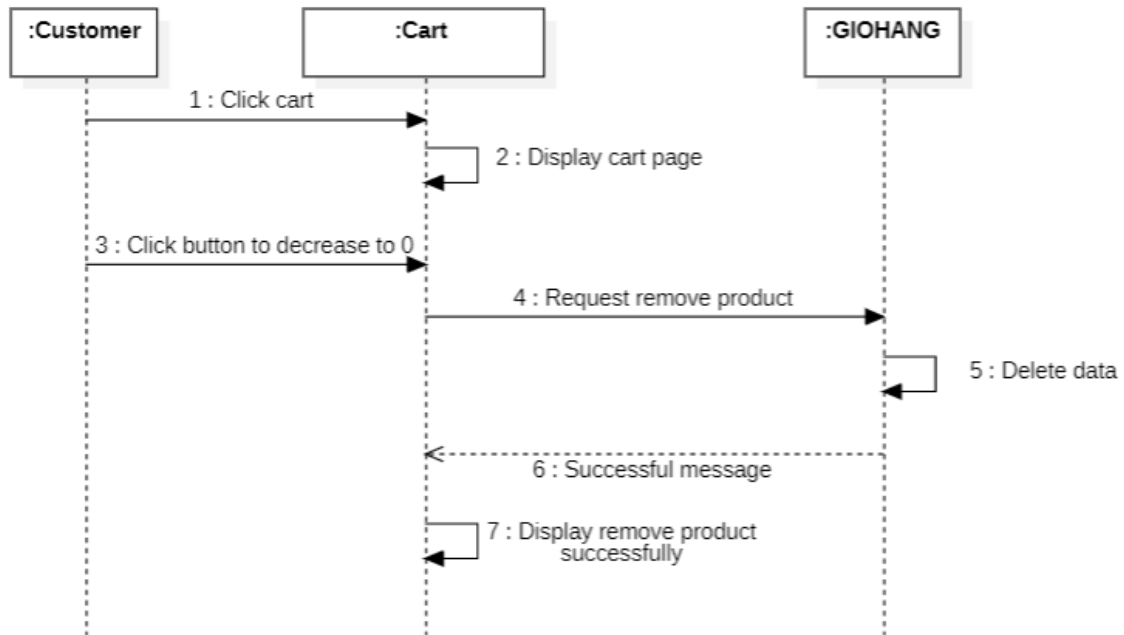 :Customer
:Cart
:GIOHANG
1 : Click cart
2 : Display cart page
3 : Click button to decrease to 0
4 : Request remove product
5 : Delete data
6 : Successful message
7 : Display remove product
successfully